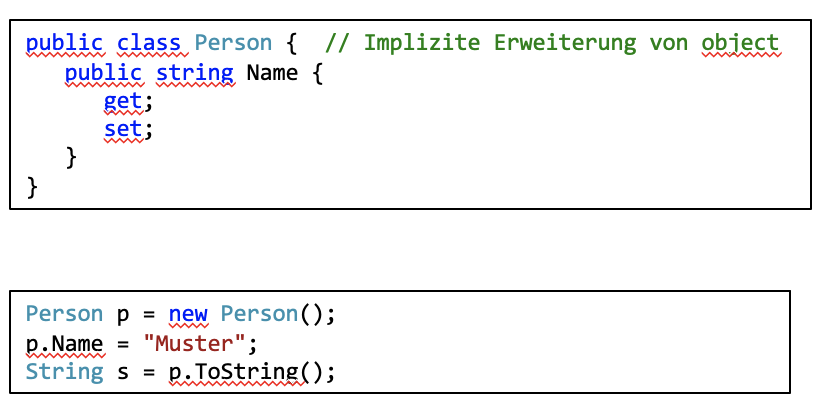 public class Person {  // Implizite Erweiterung von object
   public string Name {
      get;
      set;
   }
}
Person p = new Person();
p.Name = "Muster";
String s = p.ToString();